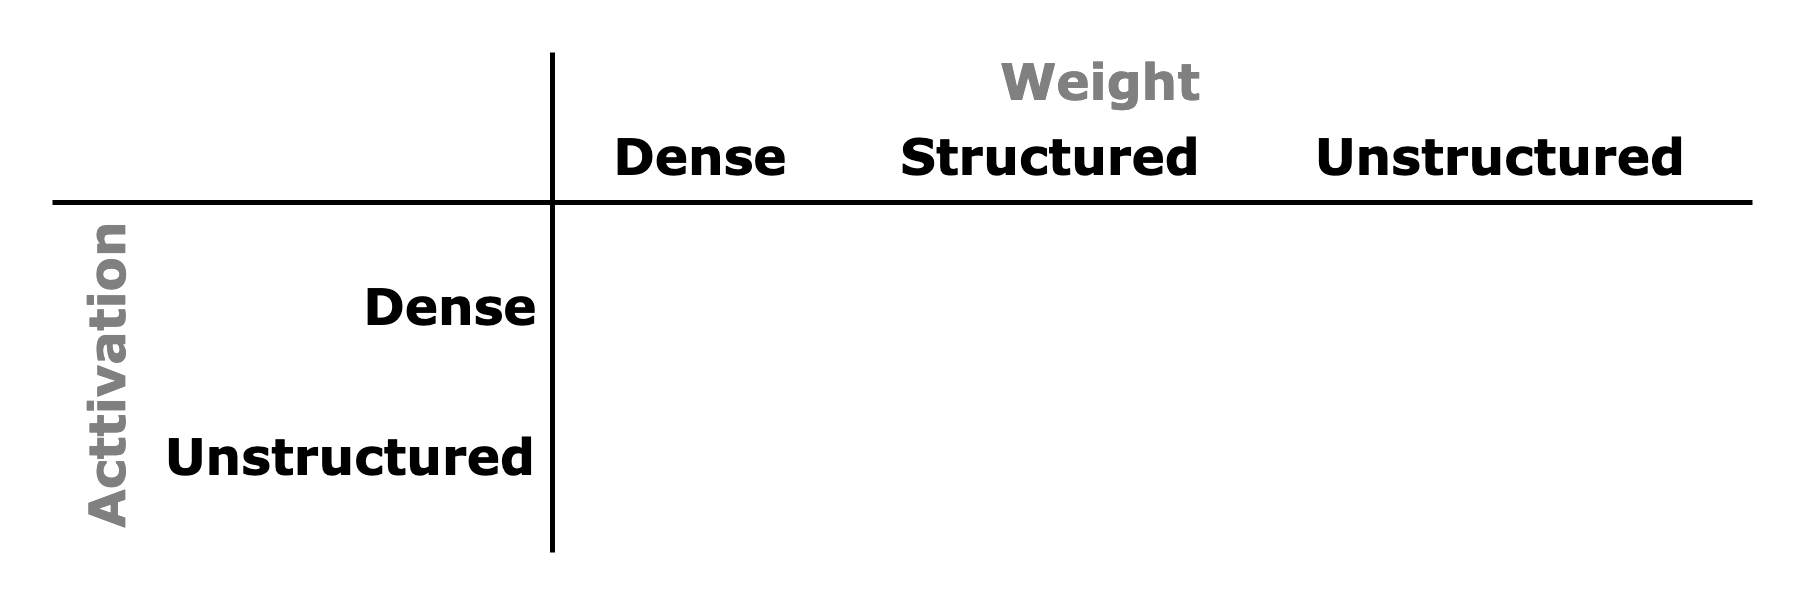 Weight
Dense Structured Unstructured
Acttivation
Dense
Unstructured